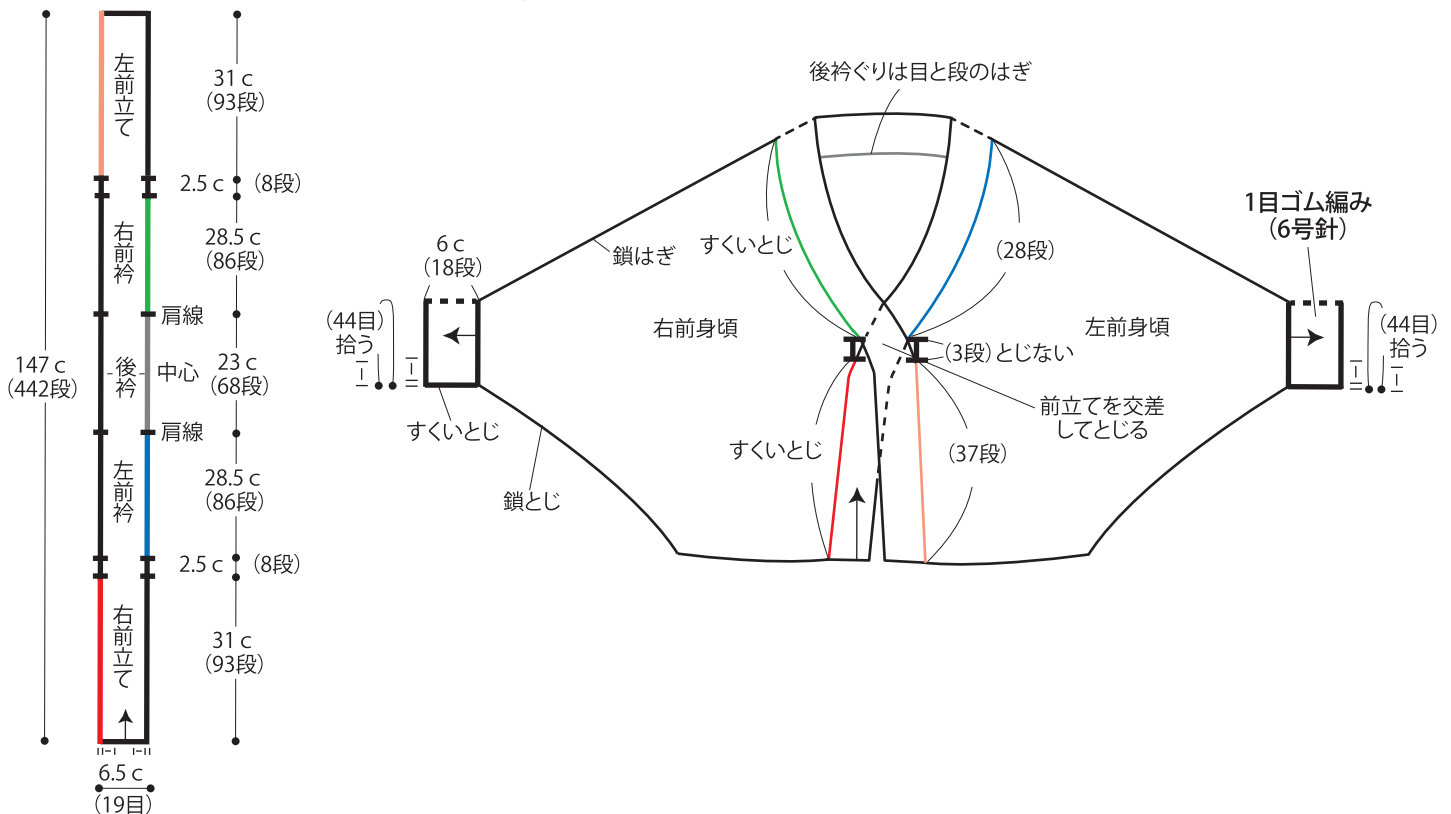 左前立て
31 c
(93段)
2.5 c
(8段)
右前衿
28.5 c
(86段)
肩線
147 c
(442段)
後衿
中心
23 c
(68段)
肩線
左前衿
28.5 c
(86段)
2.5 c
(8段)
右前立て
31 c
(93段)
6.5 c
(19目)
後衿ぐりは目と段のはぎ
1目ゴム編み
(6号針)
6 c
(18段)
鎖はぎ
すくいとじ
(28段)
(44目)
拾う
右前身頃
左前身頃
(44目)
拾う
(3段)とじない
前立てを交差
してとじる
すくいとじ
すくいとじ
(37段)
鎖とじ